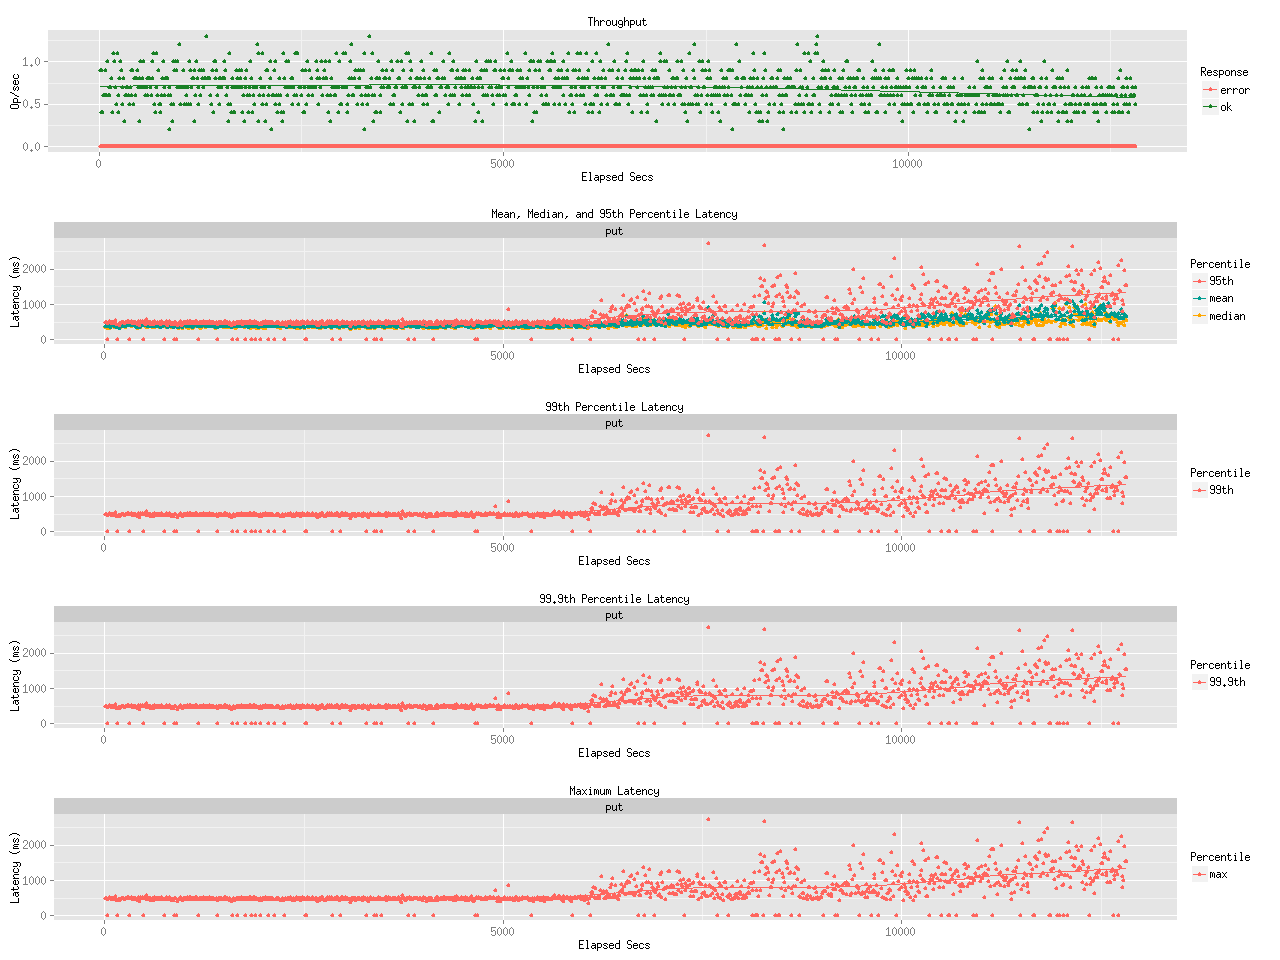 Throughput
Op/sec
1.0
0.5
0.0
0
5000
10000
Elapsed Secs
Response
error
ok
Mean, Median, and 95th Percentile Latency
put
Latency (ms)
2000
1000
0
0
5000
10000
Elapsed Secs
Percentile
95th
mean
median
99th Percentile Latency
put
Latency (ms)
2000
1000
0
0
5000
10000
Elapsed Secs
Percentile
99th
99.9th Percentile Latency
put
Latency (ms)
2000
1000
0
0
5000
10000
Elapsed Secs
Percentile
99.9th
Maximum Latency
put
Latency (ms)
2000
1000
0
0
5000
10000
Elapsed Secs
Percentile
max